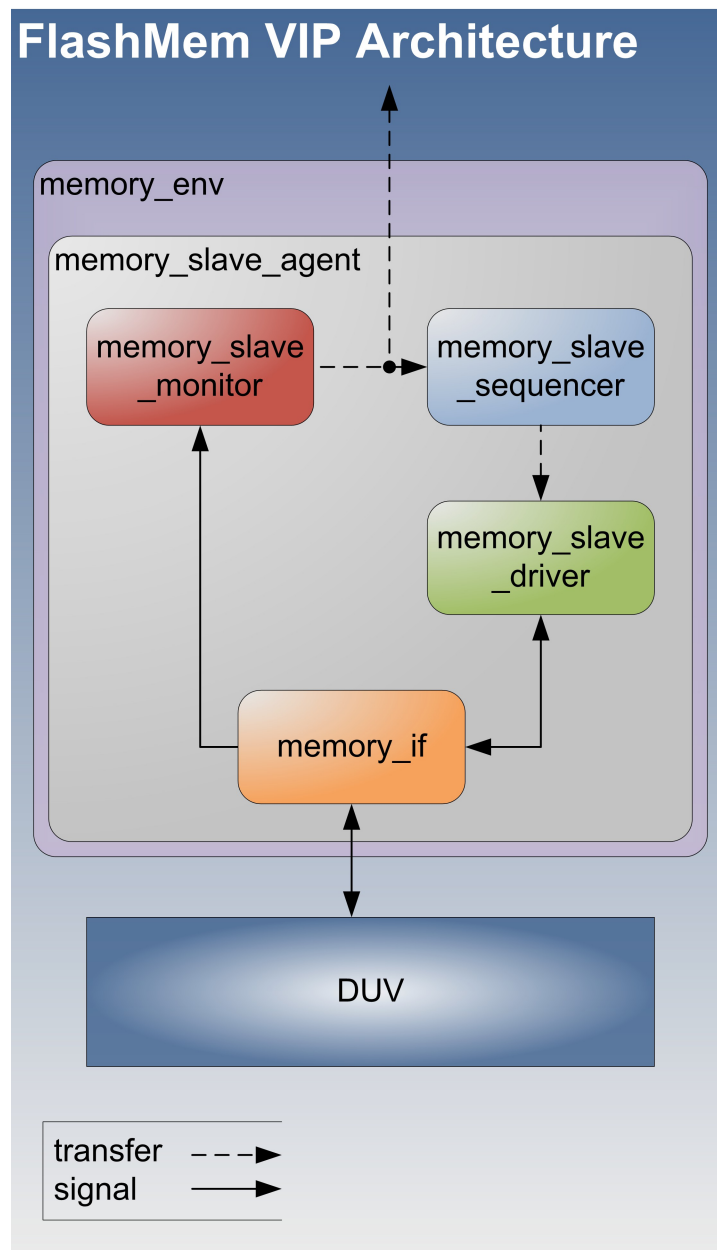 FlashMem VIP Architecture
memory_env
memory_slave_agent
memory_slave
_monitor
memory_slave
_sequencer
memory_slave
_driver
memory_if
DUV
transfer
signal